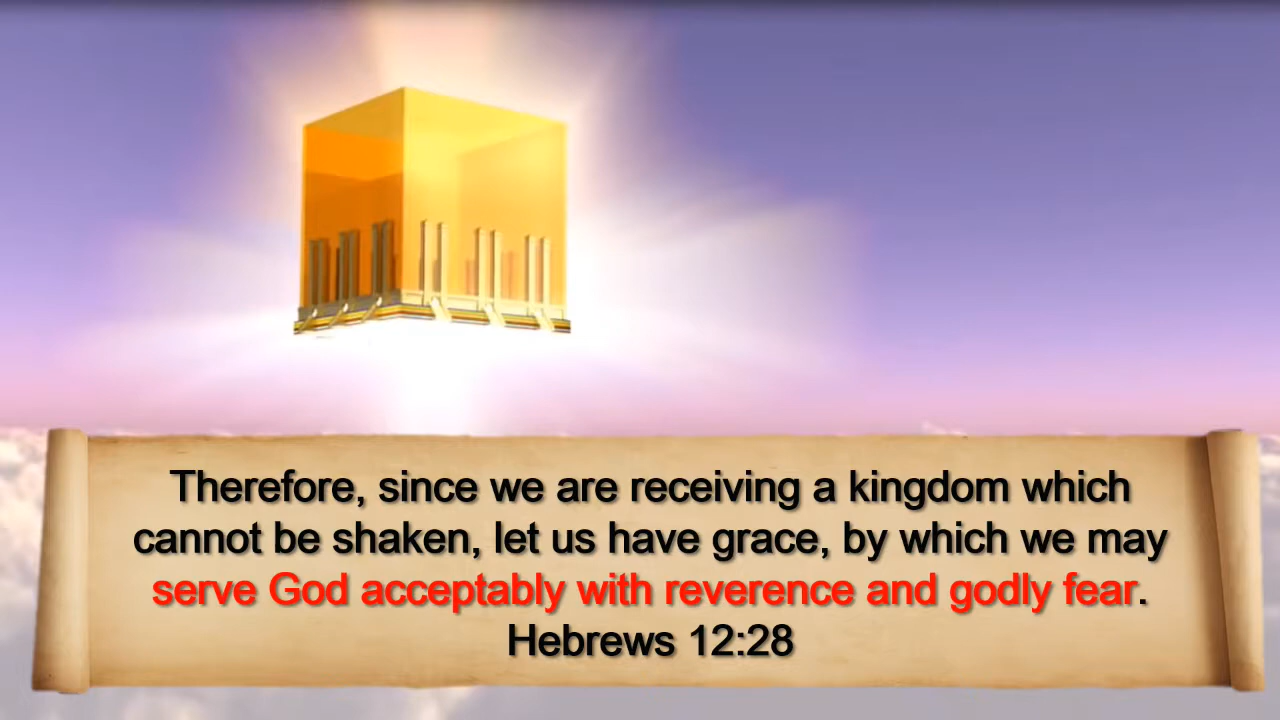 Therefore, since we are receiving a kingdom which
cannot be shaken, let us have grace, by which we may
serve God acceptably with reverence and godly fear.
Hebrews 12:28